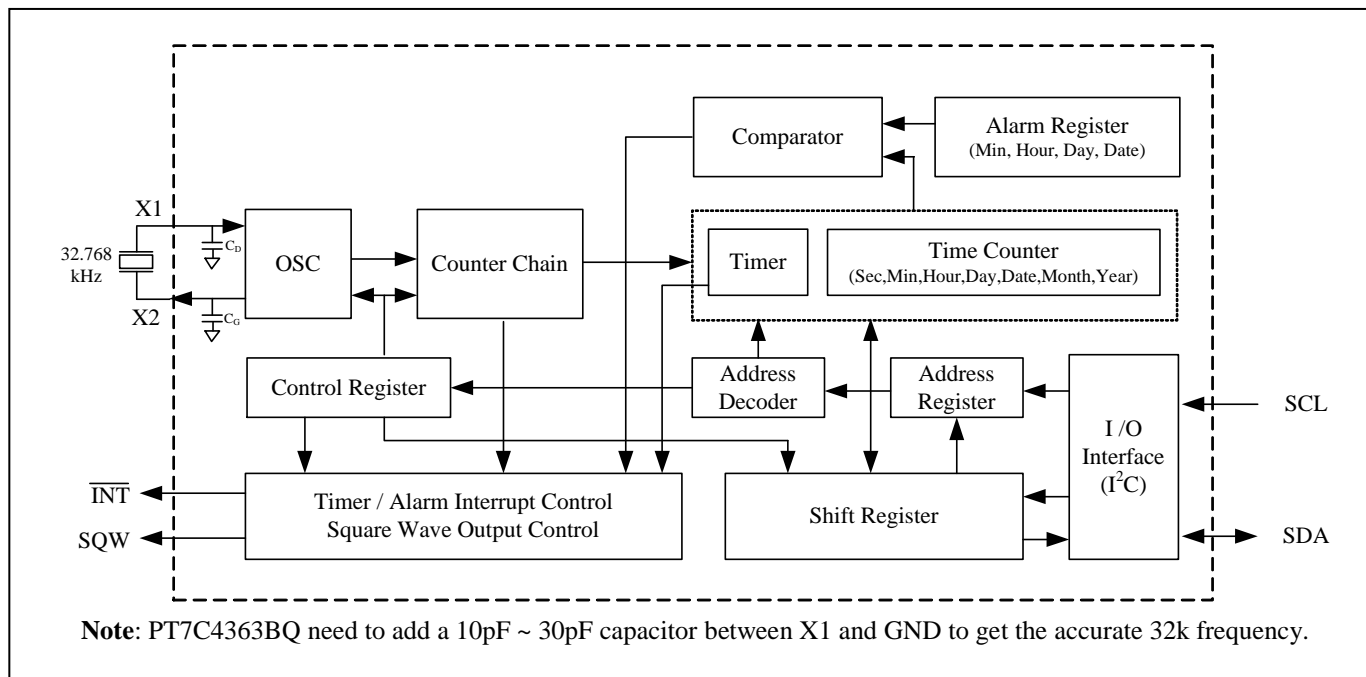 Comparator
Alarm Register
(Min, Hour, Day, Date)
X1
C_D
32.768
kHz
OSC
Counter Chain
Timer
Time Counter
(Sec,Min,Hour,Day,Date,Month,Year)
X2
C_G
Control Register
Address
Decoder
Address
Register
I /O
Interface
(I²C)
SCL
INT
SQW
Timer / Alarm Interrupt Control
Square Wave Output Control
Shift Register
SDA
Note: PT7C4363BQ need to add a 10pF ~ 30pF capacitor between X1 and GND to get the accurate 32k frequency.